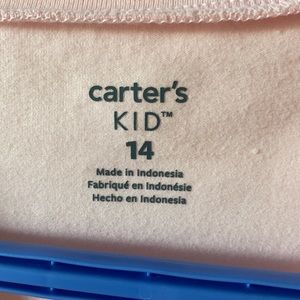 carter's
KID™
14
Made in Indonesia
Fabriqué en Indonésie
Hecho en Indonesia